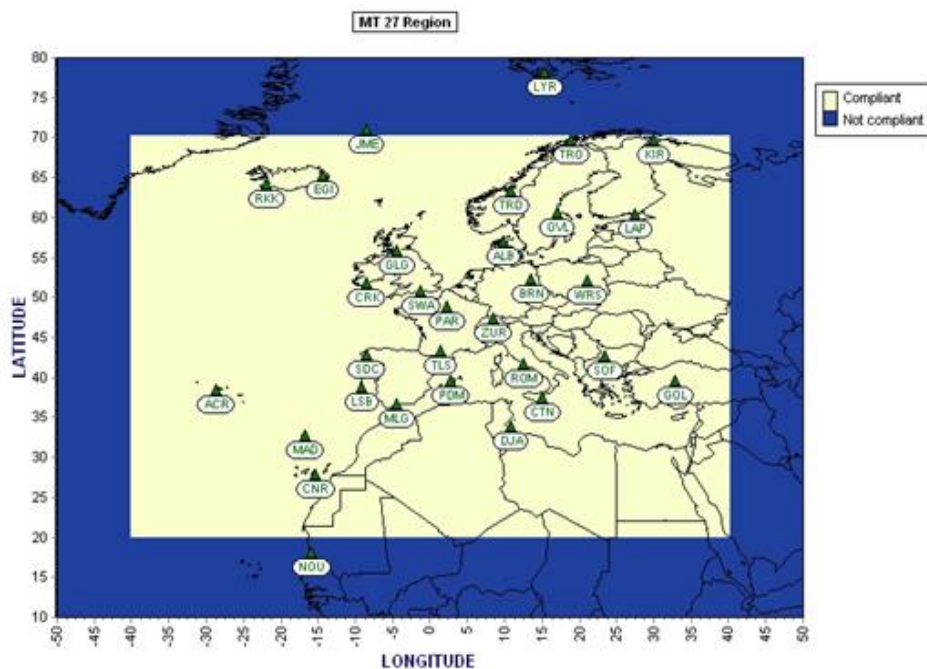 MT 27 Region
Compliant
Not compliant
LATITUDE
80
75
70
65
60
55
50
45
40
35
30
25
20
15
10
LYR
JME
TRO
KIR
EGI
RKK
TRD
GVL
LAP
ALB
GLG
CRK
SWA
BRN
WRS
PAR
ZUR
SDC
TLS
ROM
SOF
ACR
LSB
PDM
GOL
MLG
CTN
DJA
MAD
CNR
NOU
-50 -45 -40 -35 -30 -25 -20 -15 -10 -5 0 5 10 15 20 25 30 35 40 45 50
LONGITUDE